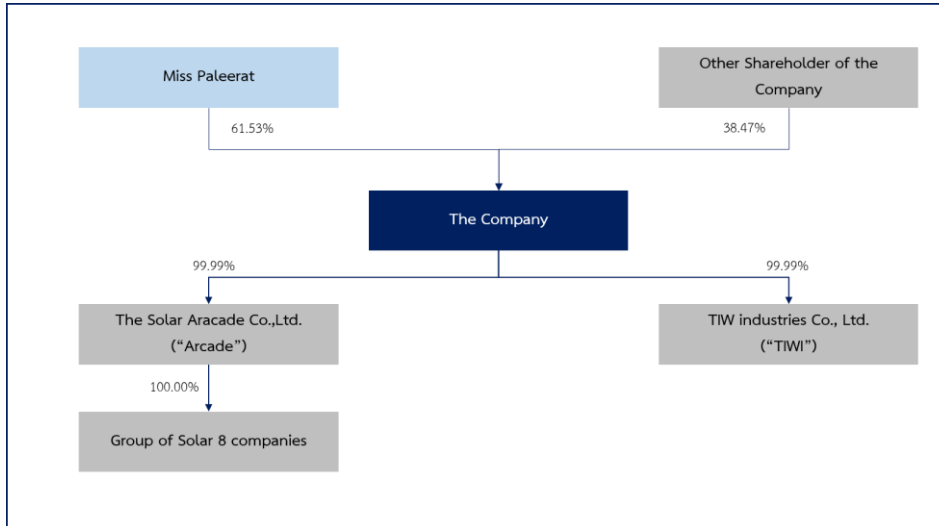 Miss Paleerat
Other Shareholder of the
Company
61.53%
38.47%
The Company
99.99%
99.99%
The Solar Aracade Co.,Ltd.
(“Arcade”)
TIW industries Co., Ltd.
(“TIWI”)
100.00%
Group of Solar 8 companies